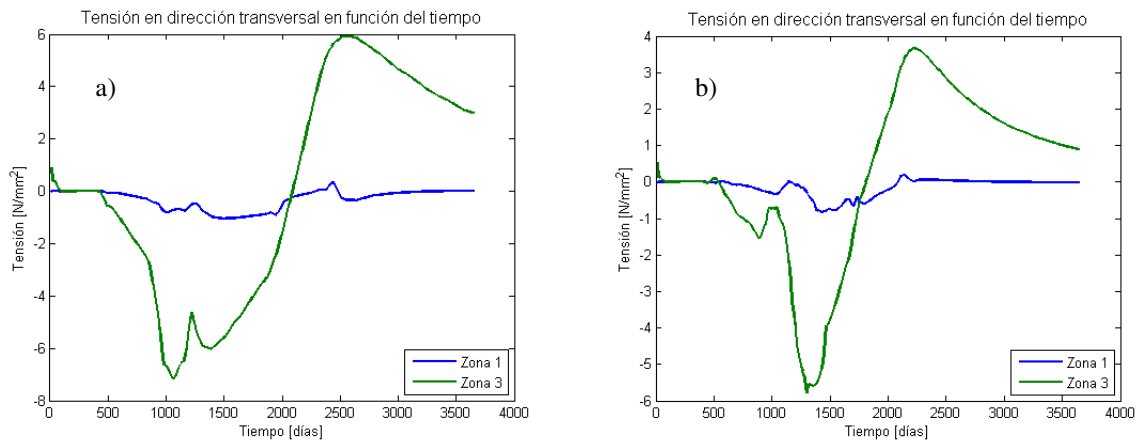 Tensión en dirección transversal en función del tiempo
a)
Tensión [N/mm²]
6
4
2
0
-2
-4
-6
-8
0 500 1000 1500 2000 2500 3000 3500 4000
Tiempo [días]
Zona 1
Zona 3
Tensión en dirección transversal en función del tiempo
b)
Tensión [N/mm²]
4
3
2
1
0
-1
-2
-3
-4
-5
-6
0 500 1000 1500 2000 2500 3000 3500 4000
Tiempo [días]
Zona 1
Zona 3